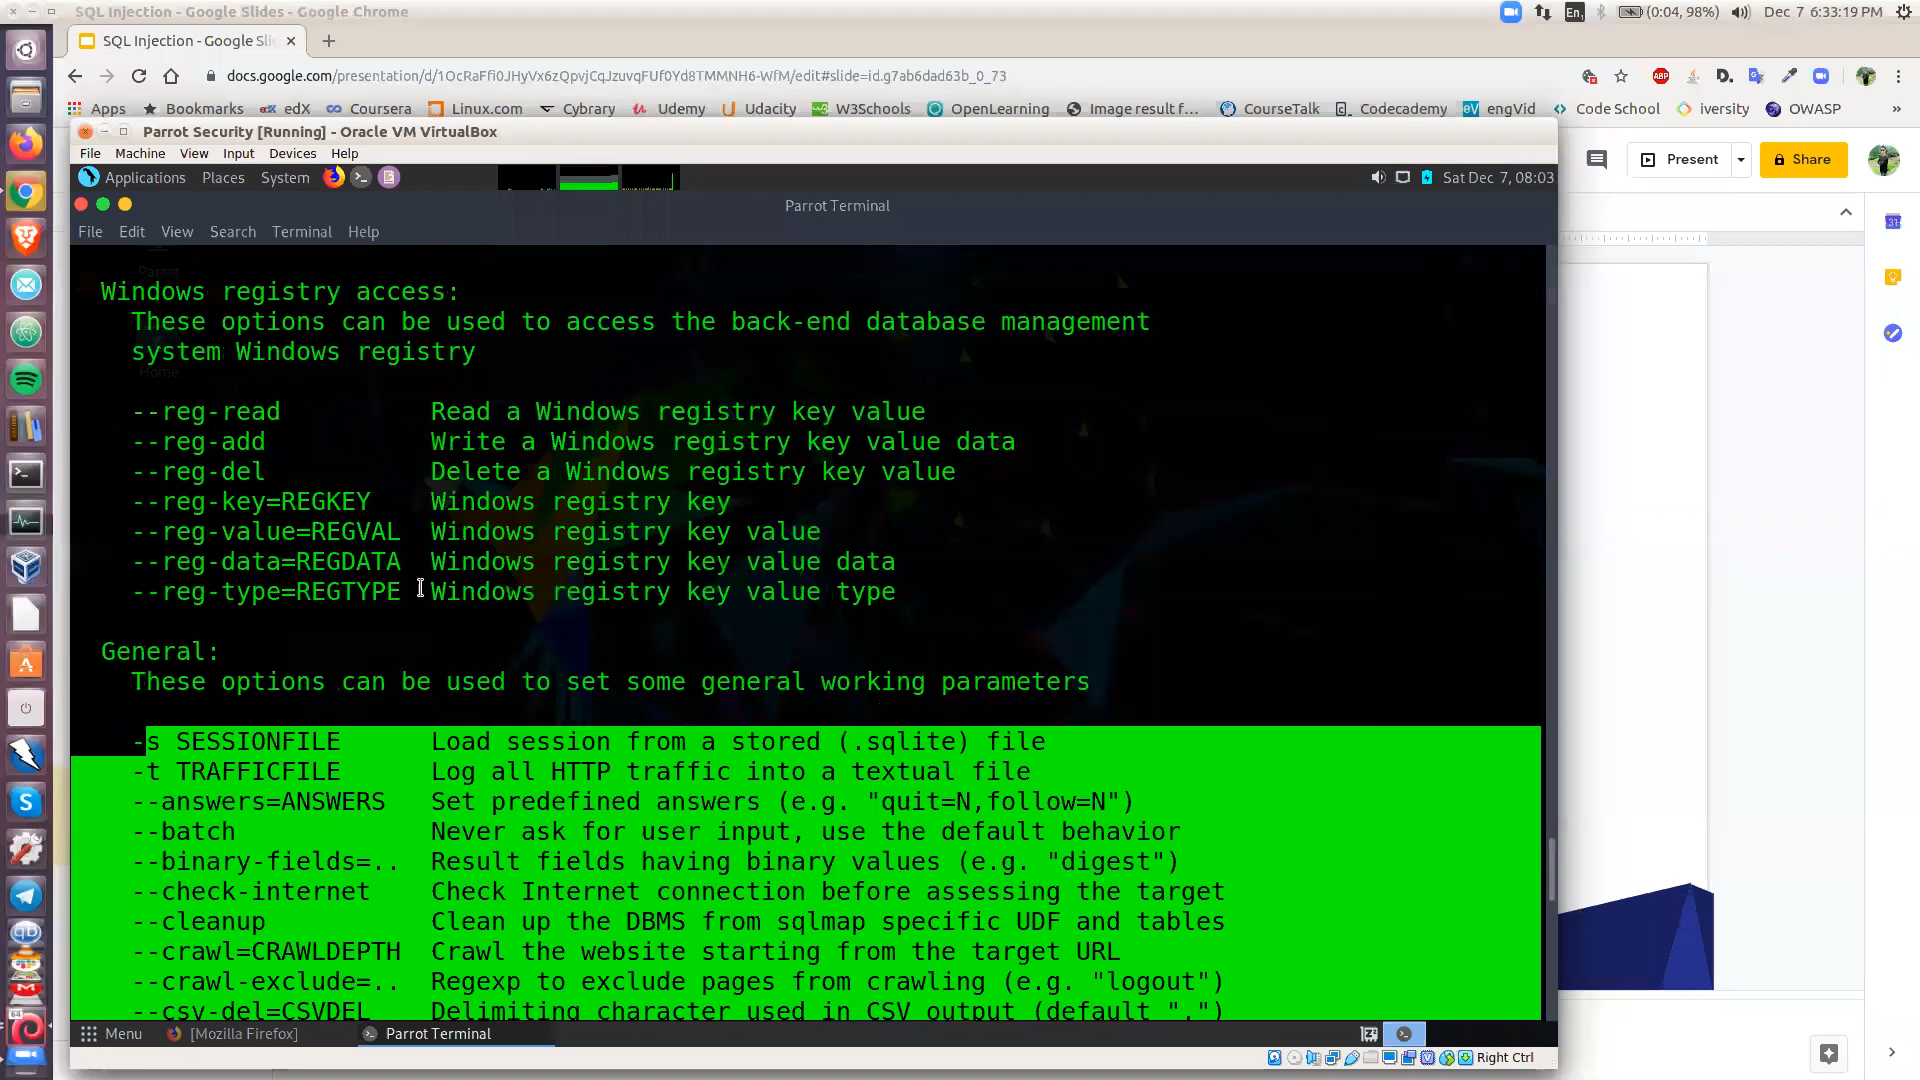 SQL Injection - Google Slides - Google Chrome
En
(0:04, 98%)
Dec 7 6:33:19 PM
SQL Injection - Google Sli
docs.google.com/presentation/d/1OcRaFfi0JHyVx6zQpvjCqJzuvqFUf0Yd8TMMNH6-WfM/edit#slide=id.g7ab6dad63b_0_73
ABP
Apps
Bookmarks
edX
Coursera
Linux.com
Cybrary
Udemy
Udacity
W3Schools
OpenLearning
Image result f...
CourseTalk
Codecademy
engVid
Code School
iversity
OWASP
»
Parrot Security [Running] - Oracle VM VirtualBox
File Machine View Input Devices Help
Present
Share
Applications Places System
Sat Dec 7, 08:03
Parrot Terminal
File Edit View Search Terminal Help
Windows registry access:
These options can be used to access the back-end database management
system Windows registry
--reg-read Read a Windows registry key value
--reg-add Write a Windows registry key value data
--reg-del Delete a Windows registry key value
--reg-key=REGKEY Windows registry key
--reg-value=REGVAL Windows registry key value
--reg-data=REGDATA Windows registry key value data
--reg-type=REGTYPE Windows registry key value type
General:
These options can be used to set some general working parameters
-s SESSIONFILE Load session from a stored (.sqlite) file
-t TRAFFICFILE Log all HTTP traffic into a textual file
--answers=ANSWERS Set predefined answers (e.g. "quit=N,follow=N")
--batch Never ask for user input, use the default behavior
--binary-fields=.. Result fields having binary values (e.g. "digest")
--check-internet Check Internet connection before assessing the target
--cleanup Clean up the DBMS from sqlmap specific UDF and tables
--crawl=CRAWLDEPTH Crawl the website starting from the target URL
--crawl-exclude=.. Regexp to exclude pages from crawling (e.g. "logout")
--csv-del=CSVDEL Delimiting character used in CSV output (default ",")
Menu
[Mozilla Firefox]
Parrot Terminal
Right Ctrl